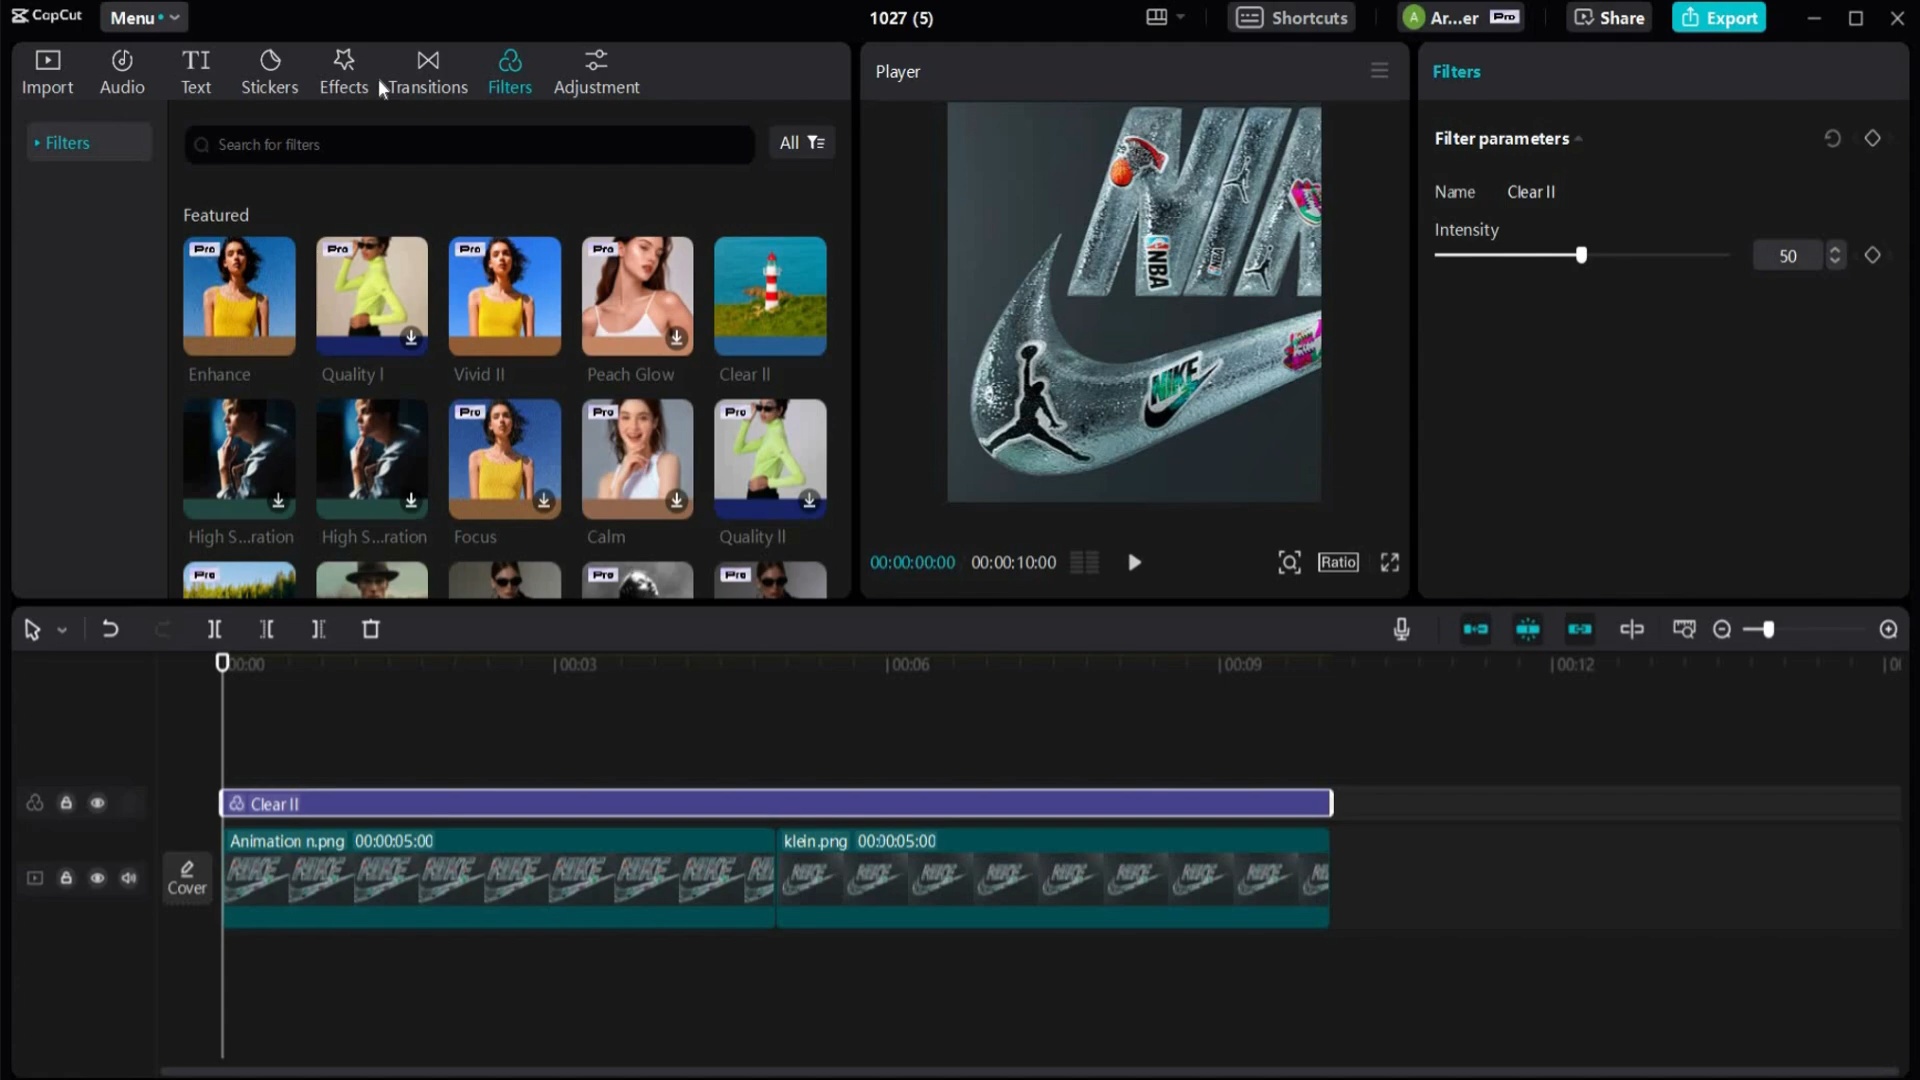 CapCut
Menu
1027 (5)
Shortcuts
A
Ar...er
Pro
Share
Export
Import
Audio
TI
Text
Stickers
Effects
Transitions
Filters
Adjustment
Player
Filters
Filters
Search for filters
All
Filter parameters
Name
Clear II
Intensity
50
Featured
Pro
Pro
Pro
Pro
Enhance
Quality I
Vivid II
Peach Glow
Clear II
Pro
Pro
Pro
High S...ration
High S...ration
Focus
Calm
Quality II
Pro
Pro
Pro
NBA
NIKE
00:00:00:00
00:00:10:00
Ratio
00:00
00:03
00:06
00:09
00:12
Clear II
Animation n.png 00:00:05:00
klein.png 00:00:05:00
Cover